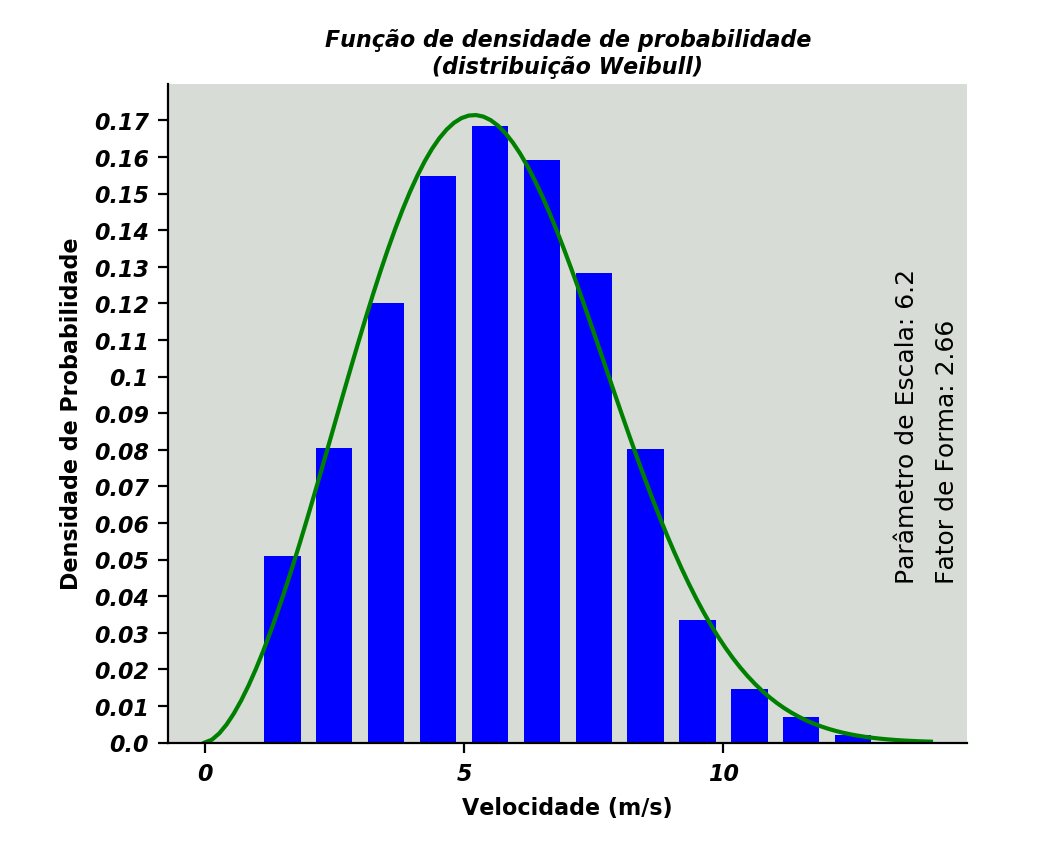 Função de densidade de probabilidade
(distribuição Weibull)
Densidade de Probabilidade
0.17
0.16
0.15
0.14
0.13
0.12
0.11
0.1
0.09
0.08
0.07
0.06
0.05
0.04
0.03
0.02
0.01
0.0
Parâmetro de Escala: 6.2
Fator de Forma: 2.66
0 5 10
Velocidade (m/s)